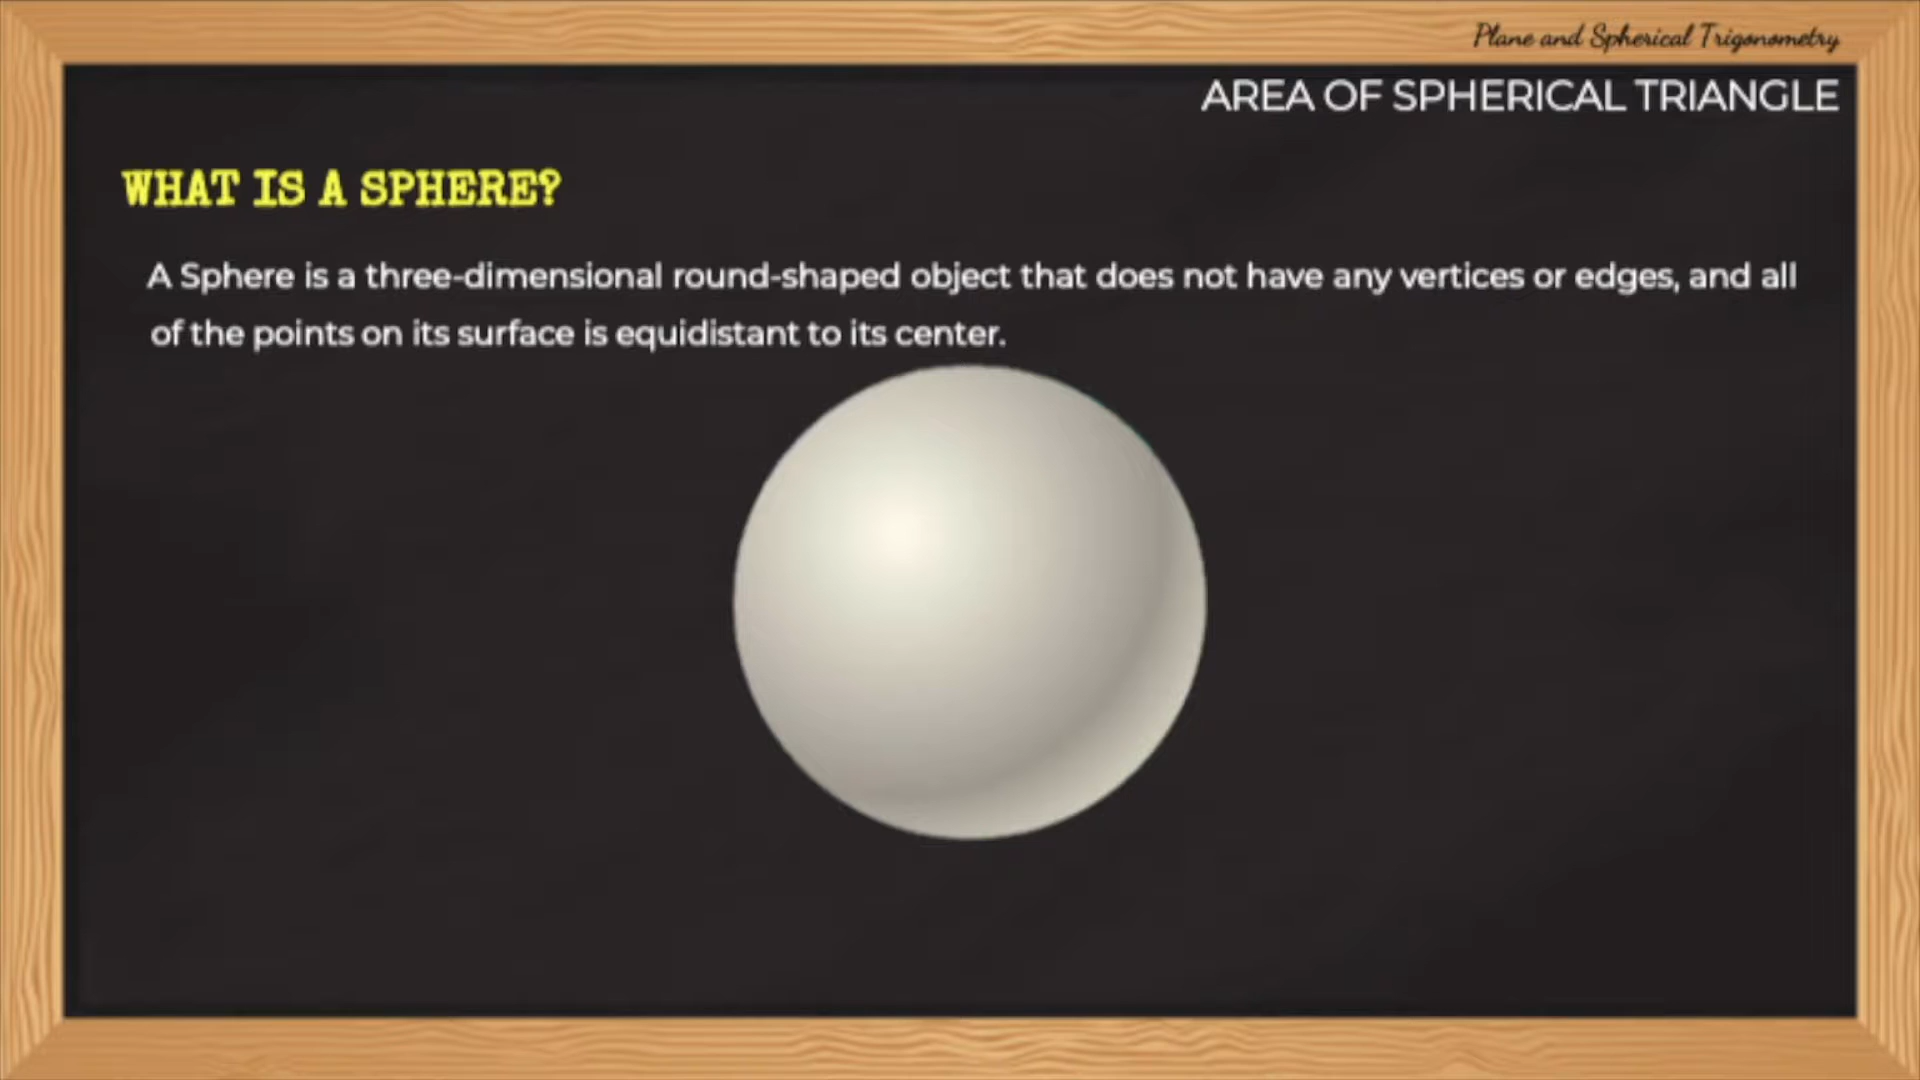 Plane and Spherical Trigonometry
AREA OF SPHERICAL TRIANGLE
WHAT IS A SPHERE?
A Sphere is a three-dimensional round-shaped object that does not have any vertices or edges, and all
of the points on its surface is equidistant to its center.